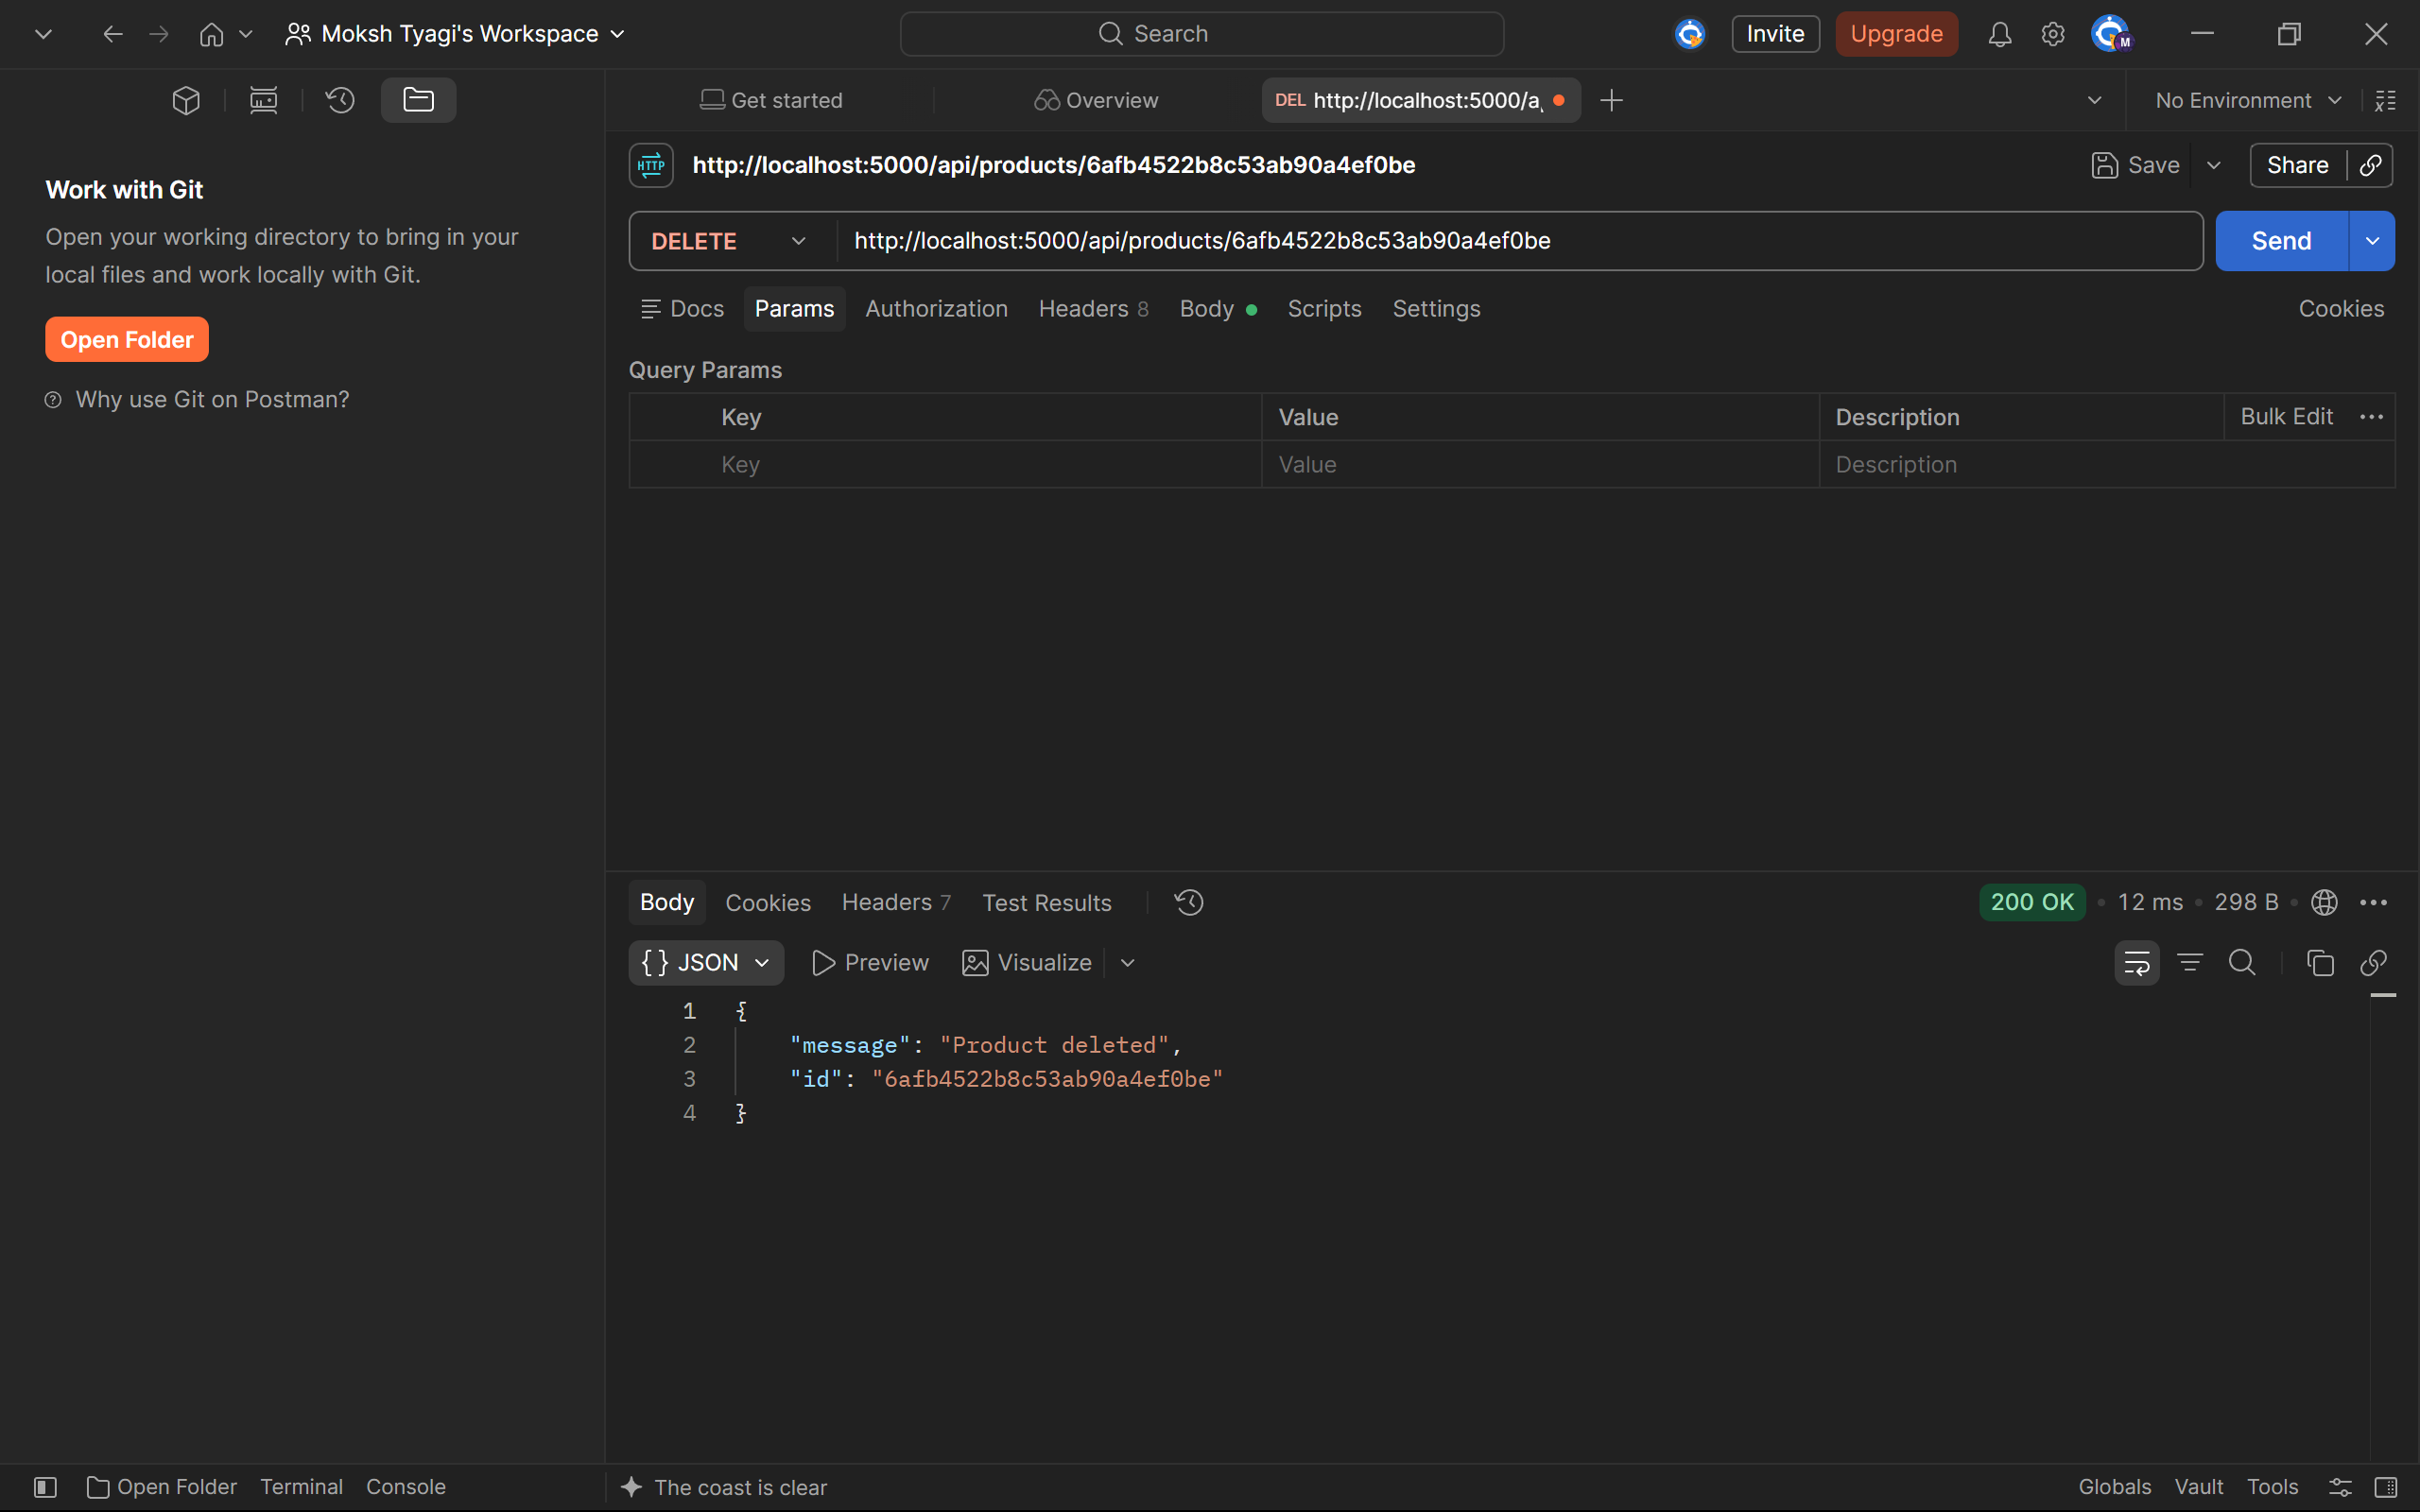 Moksh Tyagi's Workspace
Search
Invite
Upgrade
M
Get started
Overview
DEL http://localhost:5000/a
No Environment
Work with Git
Open your working directory to bring in your
local files and work locally with Git.
Open Folder
Why use Git on Postman?
HTTP
http://localhost:5000/api/products/6afb4522b8c53ab90a4ef0be
Save
Share
DELETE
http://localhost:5000/api/products/6afb4522b8c53ab90a4ef0be
Send
Docs
Params
Authorization
Headers 8
Body
Scripts
Settings
Cookies
Query Params
Key Value Description Bulk Edit
Key Value Description
Body
Cookies
Headers 7
Test Results
200 OK
12 ms
298 B
{ } JSON
Preview
Visualize
1 {
2 "message": "Product deleted",
3 "id": "6afb4522b8c53ab90a4ef0be"
4 }
Open Folder
Terminal
Console
The coast is clear
Globals
Vault
Tools